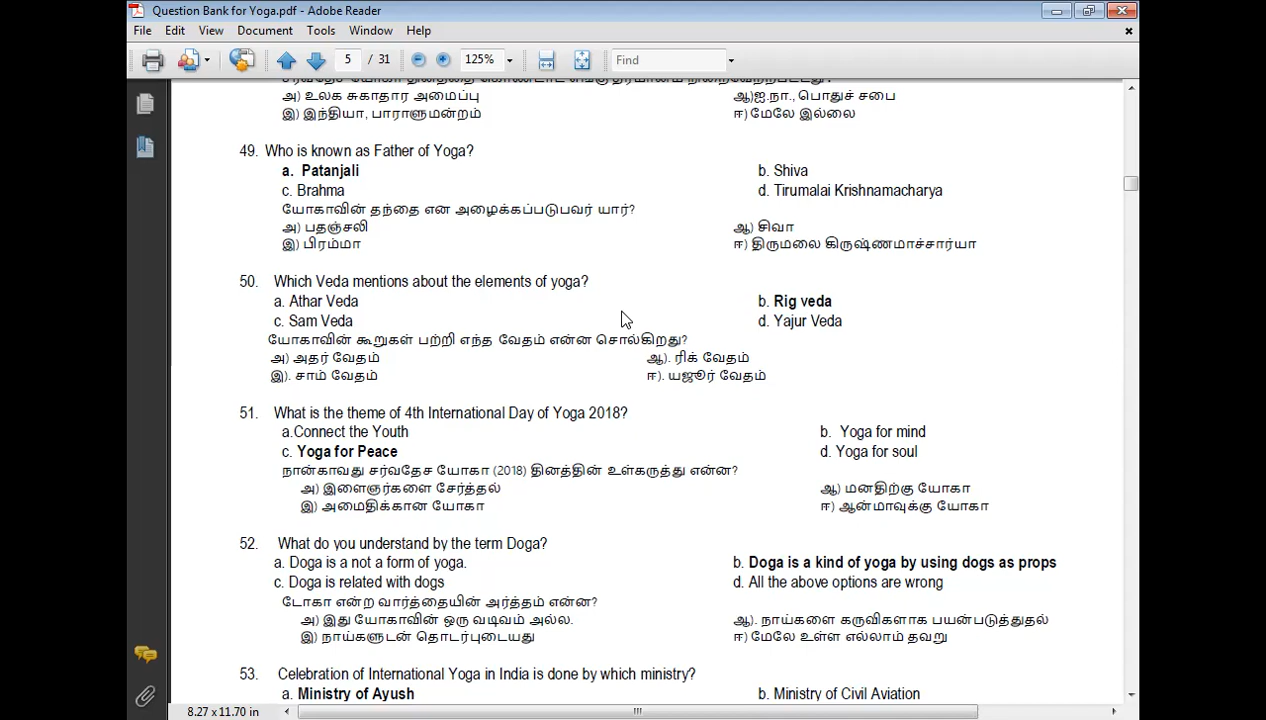 Question Bank for Yoga.pdf - Adobe Reader
File Edit View Document Tools Window Help
5 / 31 125% Find
அ) உலக சுகாதார அமைப்பு ஆ)ஐ.நா., பொதுச் சபை
இ) இந்தியா, பாராளுமன்றம் ஈ) மேலே இல்லை
49. Who is known as Father of Yoga?
a. Patanjali b. Shiva
c. Brahma d. Tirumalai Krishnamacharya
யோகாவின் தந்தை என அழைக்கப்படுபவர் யார்?
அ) பதஞ்சலி ஆ) சிவா
இ) பிரம்மா ஈ) திருமலை கிருஷ்ணமாச்சார்யா
50. Which Veda mentions about the elements of yoga?
a. Athar Veda b. Rig veda
c. Sam Veda d. Yajur Veda
யோகாவின் கூறுகள் பற்றி எந்த வேதம் என்ன சொல்கிறது?
அ) அதர் வேதம் ஆ). ரிக் வேதம்
இ). சாம் வேதம் ஈ). யஜூர் வேதம்
51. What is the theme of 4th International Day of Yoga 2018?
a.Connect the Youth b. Yoga for mind
c. Yoga for Peace d. Yoga for soul
நான்காவது சர்வதேச யோகா (2018) தினத்தின் உள்கருத்து என்ன?
அ) இளைஞர்களை சேர்த்தல் ஆ) மனதிற்கு யோகா
இ) அமைதிக்கான யோகா ஈ) ஆன்மாவுக்கு யோகா
52. What do you understand by the term Doga?
a. Doga is a not a form of yoga. b. Doga is a kind of yoga by using dogs as props
c. Doga is related with dogs d. All the above options are wrong
டோகா என்ற வார்த்தையின் அர்த்தம் என்ன?
அ) இது யோகாவின் ஒரு வடிவம் அல்ல. ஆ). நாய்களை கருவிகளாக பயன்படுத்துதல்
இ) நாய்களுடன் தொடர்புடையது ஈ) மேலே உள்ள எல்லாம் தவறு
53. Celebration of International Yoga in India is done by which ministry?
a. Ministry of Ayush b. Ministry of Civil Aviation
8.27 x 11.70 in